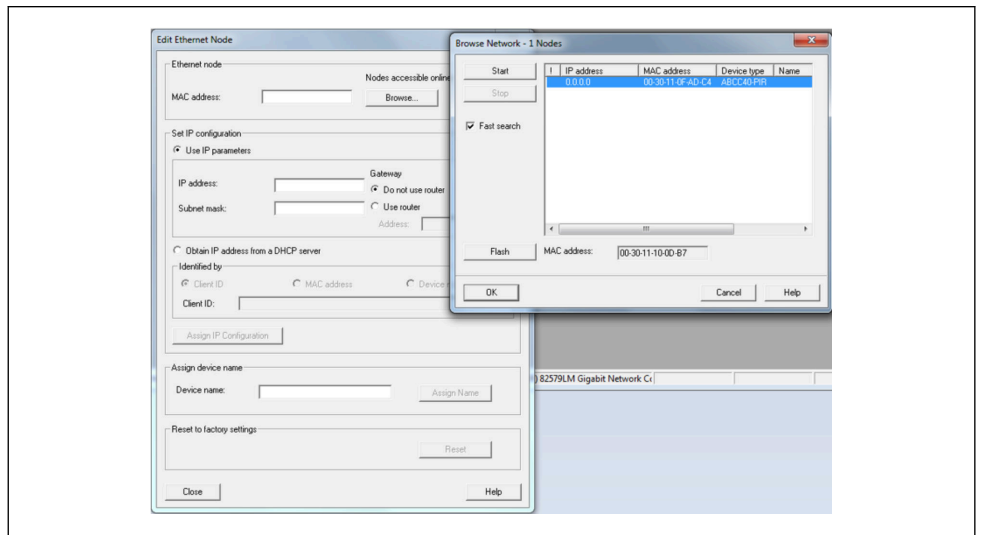 Edit Ethernet Node
Ethernet node
Nodes accessible online
MAC address:
Browse...
Set IP configuration
Use IP parameters
IP address:
Subnet mask:
Gateway
Do not use router
Use router
Address:
Obtain IP address from a DHCP server
Identified by
Client ID
MAC address
Device
Client ID:
Assign IP Configuration
Assign device name
Device name:
Assign Name
Reset to factory settings
Reset
Close
Help
Browse Network - 1 Nodes
Start
Stop
Fast search
! IP address MAC address Device type Name
0.0.0.0 00-30-11-0F-AD-C4 ABCC40-PIR
Flash
MAC address: 00-30-11-10-0D-B7
OK
Cancel
Help
) 82579LM Gigabit Network